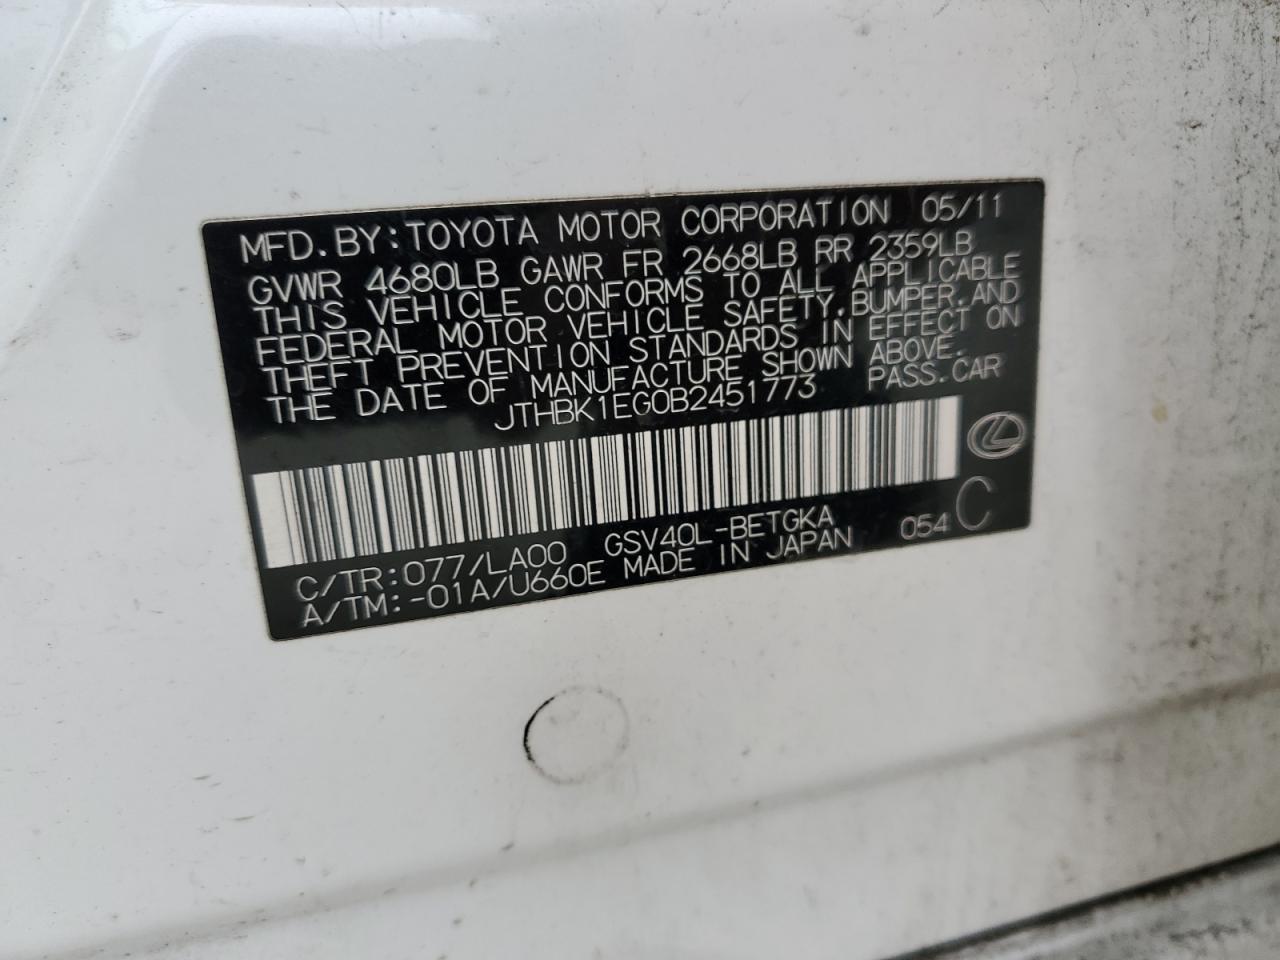 MFD.BY:TOYOTA MOTOR CORPORATION 05/11
GVWR 4680LB GAWR FR 2668LB RR 2359LB
THIS VEHICLE CONFORMS TO ALL APPLICABLE
FEDERAL MOTOR VEHICLE SAFETY,BUMPER,AND
THEFT PREVENTION STANDARDS IN EFFECT ON
THE DATE OF MANUFACTURE SHOWN ABOVE.
JTHBK1EG0B2451773 PASS.CAR
C/TR:077/LA00 GSV40L-BETGKA 054 C
A/TM:-01A/U660E MADE IN JAPAN